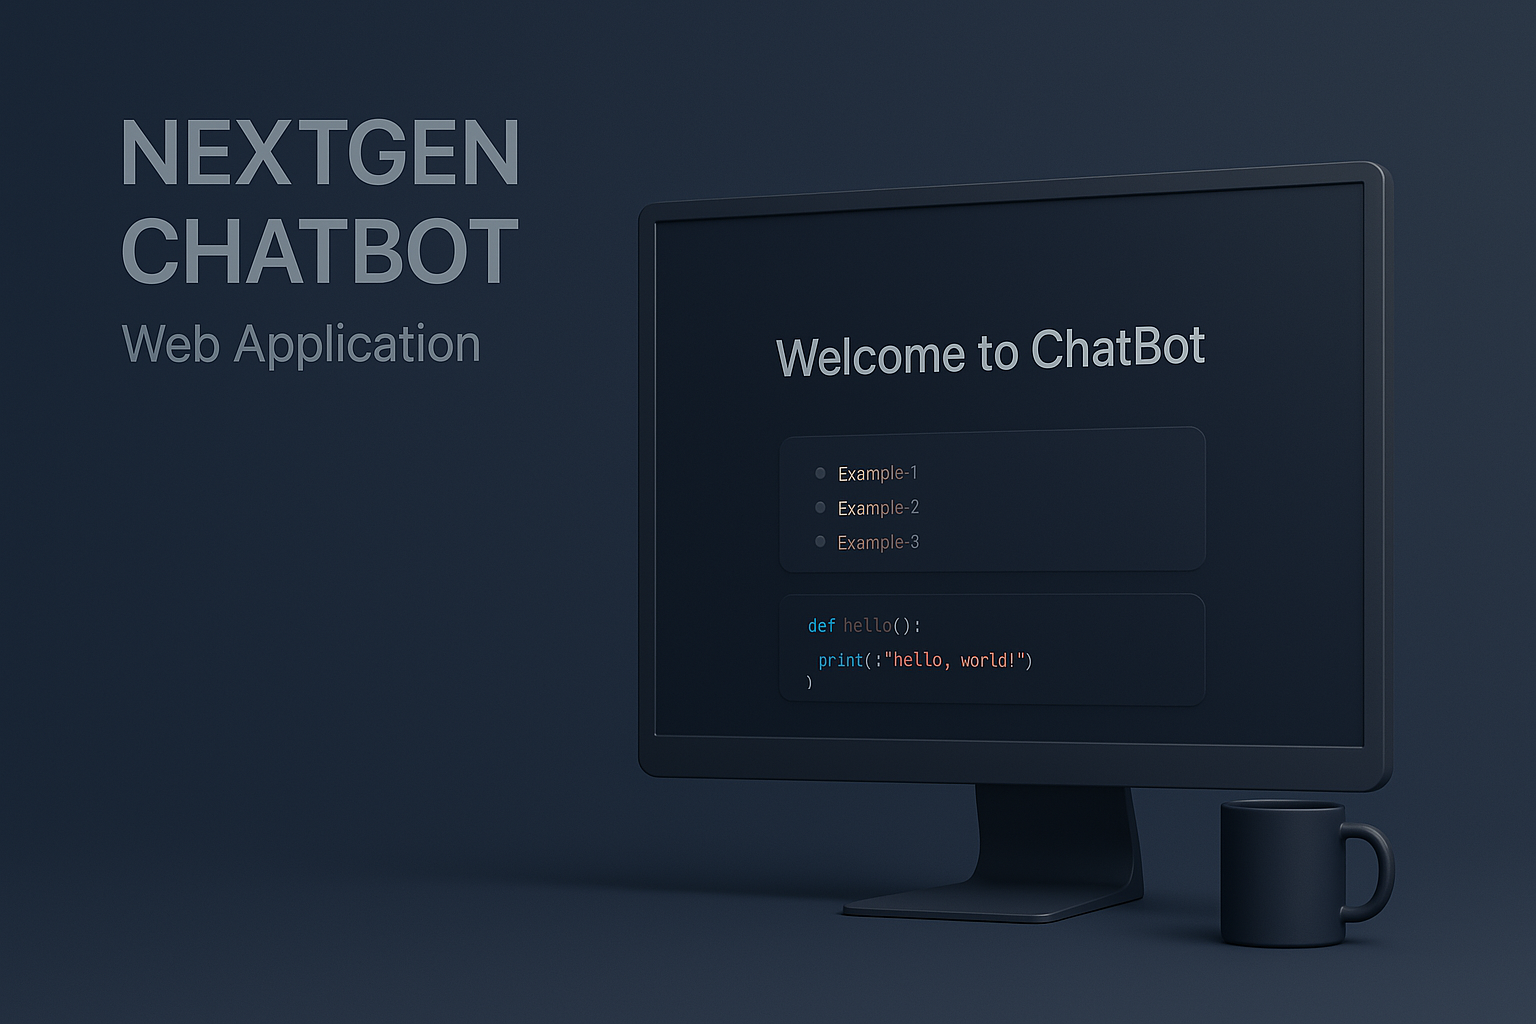 NEXTGEN
CHATBOT
Web Application
Welcome to ChatBot
Example-1
Example-2
Example-3
def hello():
print(:"hello, world!")
)